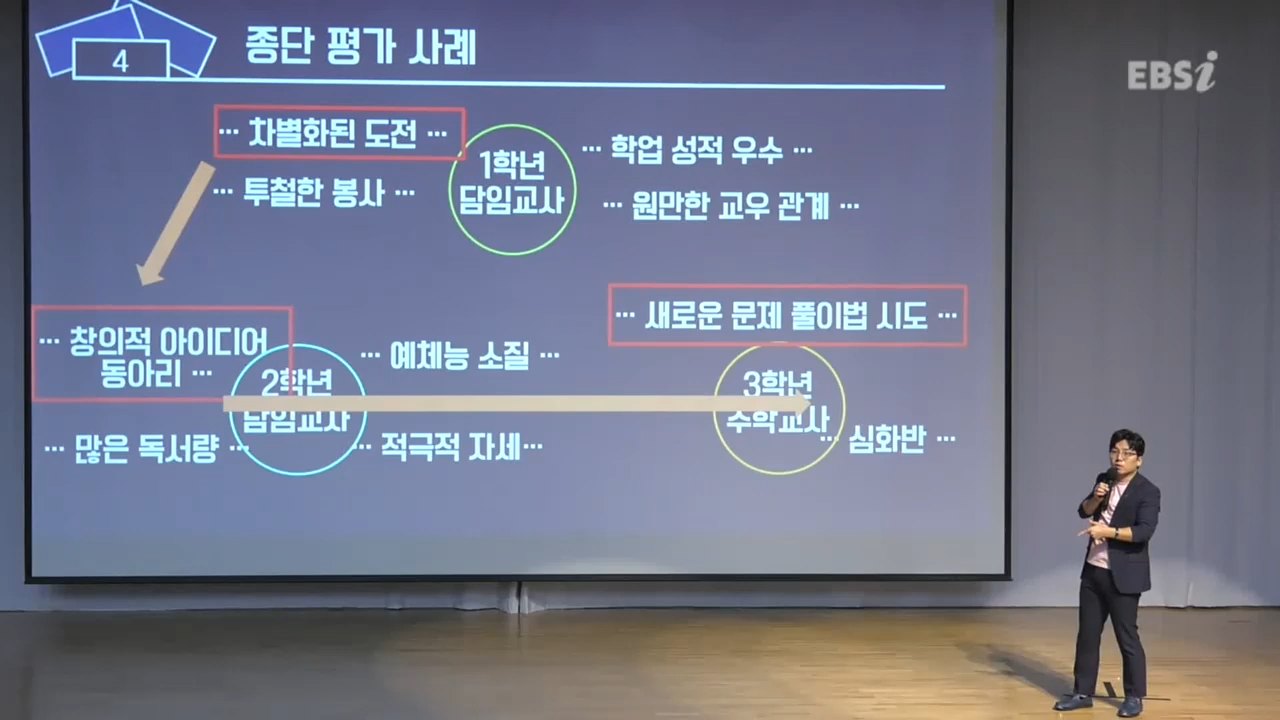 4
종단 평가 사례
EBSi
··· 차별화된 도전 ···
··· 투철한 봉사 ···
1학년
담임교사
··· 학업 성적 우수 ···
··· 원만한 교우 관계 ···
··· 창의적 아이디어
동아리 ···
··· 많은 독서량 ···
2학년
담임교사
··· 예체능 소질 ···
··· 적극적 자세···
··· 새로운 문제 풀이법 시도 ···
3학년
수학교사
··· 심화반 ···